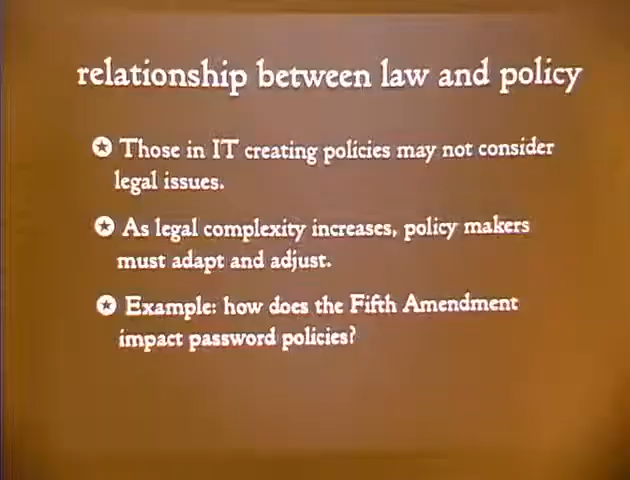 relationship between law and policy
Those in IT creating policies may not consider
legal issues.
As legal complexity increases, policy makers
must adapt and adjust.
Example: how does the Fifth Amendment
impact password policies?